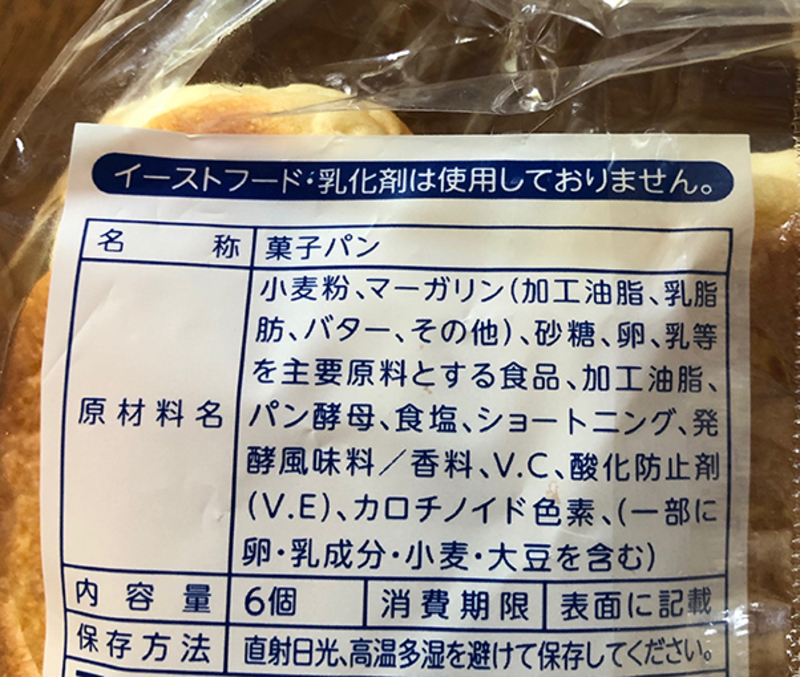 イーストフード・乳化剤は使用しておりません。
名称 菓子パン
小麦粉、マーガリン(加工油脂、乳脂
肪、バター、その他)、砂糖、卵、乳等
を主要原料とする食品、加工油脂、
原材料名 パン酵母、食塩、ショートニング、発
酵風味料/香料、V.C、酸化防止剤
(V.E)、カロチノイド色素、(一部に
卵・乳成分・小麦・大豆を含む)
内容量 6個 消費期限 表面に記載
保存方法 直射日光、高温多湿を避けて保存してください。